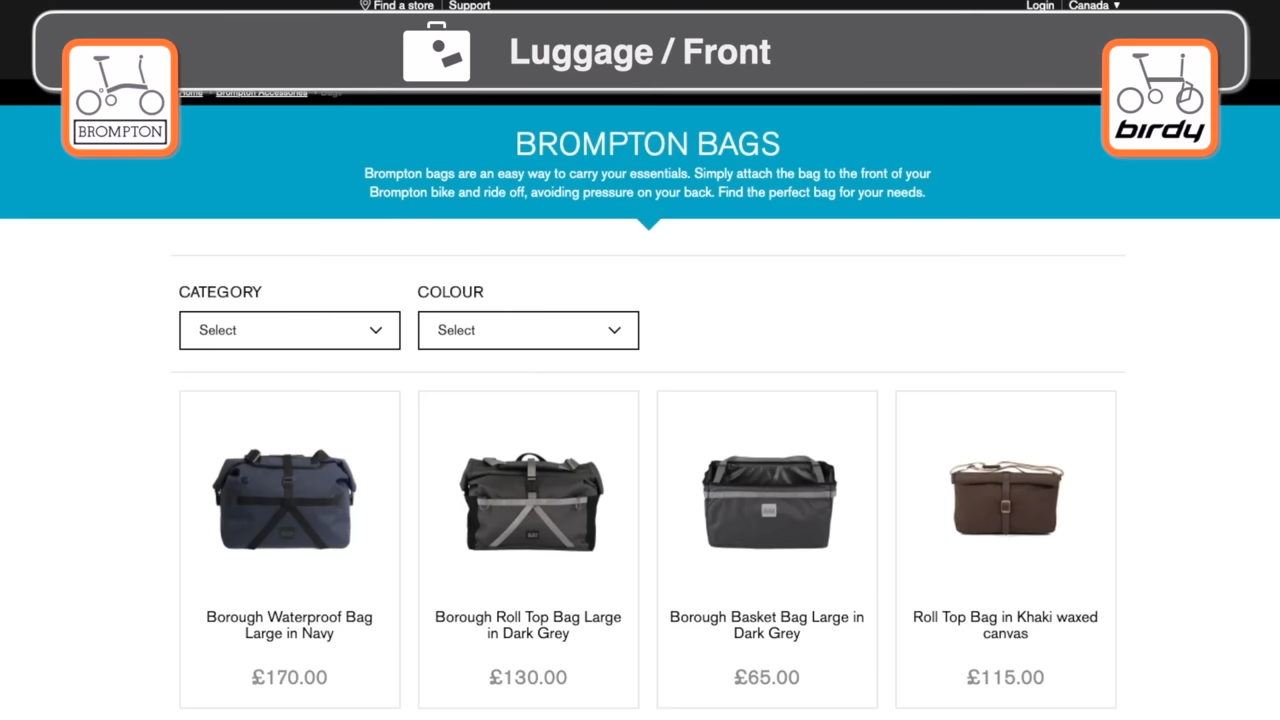 Find a store
Support
Login
Canada ▼
Luggage / Front
Home
Brompton Accessories
Bags
BROMPTON
birdy
BROMPTON BAGS
Brompton bags are an easy way to carry your essentials. Simply attach the bag to the front of your
Brompton bike and ride off, avoiding pressure on your back. Find the perfect bag for your needs.
CATEGORY
COLOUR
Select
Select
Borough Waterproof Bag
Large in Navy
£170.00
Borough Roll Top Bag Large
in Dark Grey
£130.00
Borough Basket Bag Large in
Dark Grey
£65.00
Roll Top Bag in Khaki waxed
canvas
£115.00